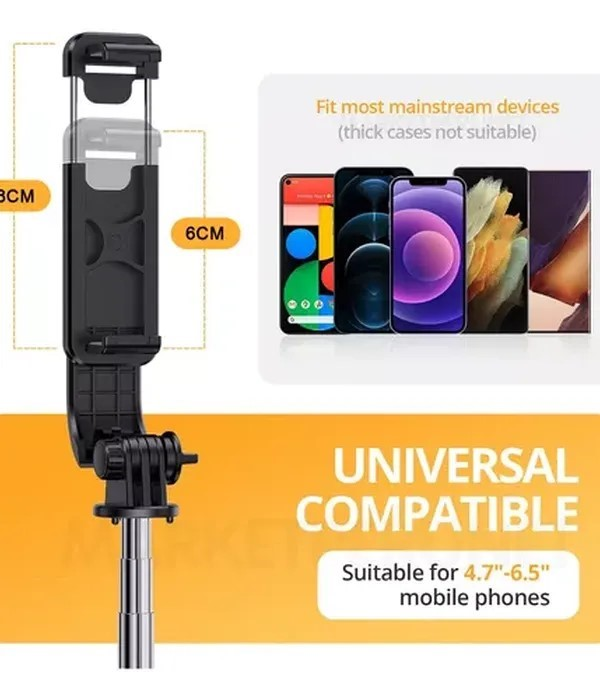 Fit most mainstream devices
(thick cases not suitable)
6CM
UNIVERSAL
COMPATIBLE
Suitable for 4.7"-6.5"
mobile phones